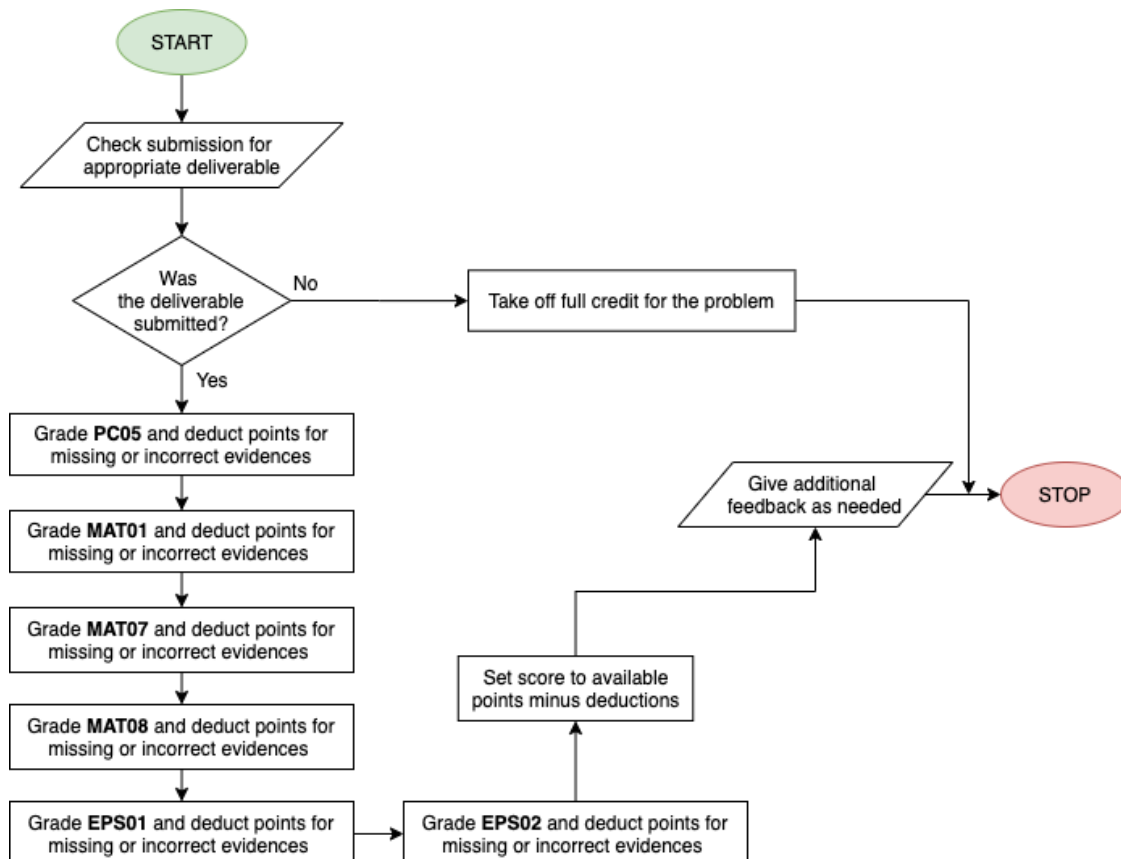 START
Check submission for
appropriate deliverable
Was
the deliverable
submitted?
No
Take off full credit for the problem
Yes
Grade PC05 and deduct points for
missing or incorrect evidences
Grade MAT01 and deduct points for
missing or incorrect evidences
Grade MAT07 and deduct points for
missing or incorrect evidences
Grade MAT08 and deduct points for
missing or incorrect evidences
Grade EPS01 and deduct points for
missing or incorrect evidences
Grade EPS02 and deduct points for
missing or incorrect evidences
Set score to available
points minus deductions
Give additional
feedback as needed
STOP